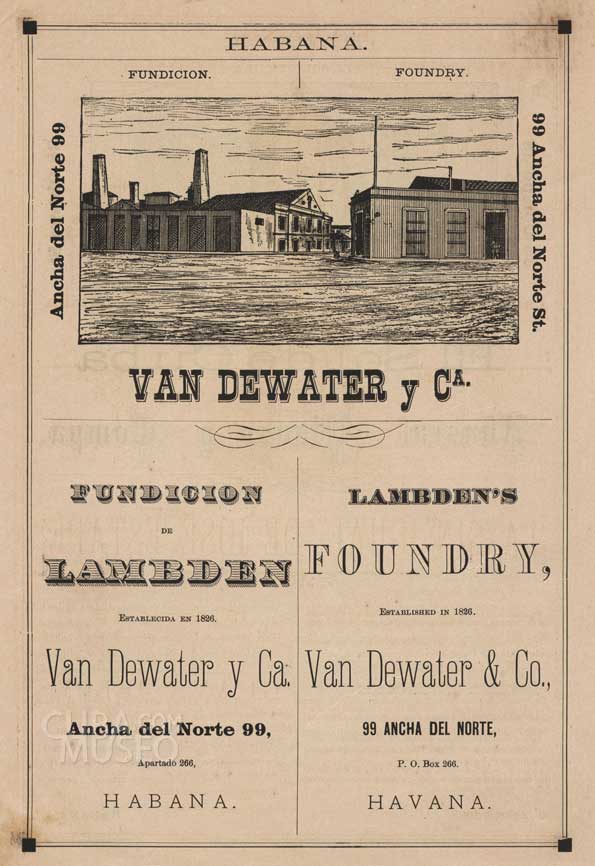 HABANA.
FUNDICION.
FOUNDRY.
Ancha del Norte 99
99 Ancha del Norte St.
VAN DEWATER y CA.
FUNDICION
DE
LAMBDEN
ESTABLECIDA EN 1826.
Van Dewater y Ca.
Ancha del Norte 99,
Apartado 266,
HABANA.
LAMBDEN'S
FOUNDRY,
ESTABLISHED IN 1826.
Van Dewater & Co.,
99 ANCHA DEL NORTE,
P. O. Box 266.
HAVANA.
CUBA CON
MUSEO